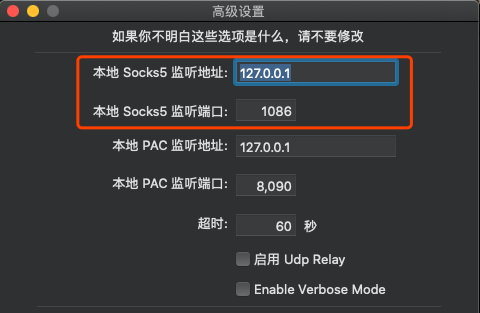 高级设置
如果你不明白这些选项是什么，请不要修改
本地 Socks5 监听地址: 127.0.0.1
本地 Socks5 监听端口: 1086
本地 PAC 监听地址: 127.0.0.1
本地 PAC 监听端口: 8,090
超时: 60 秒
启用 Udp Relay
Enable Verbose Mode